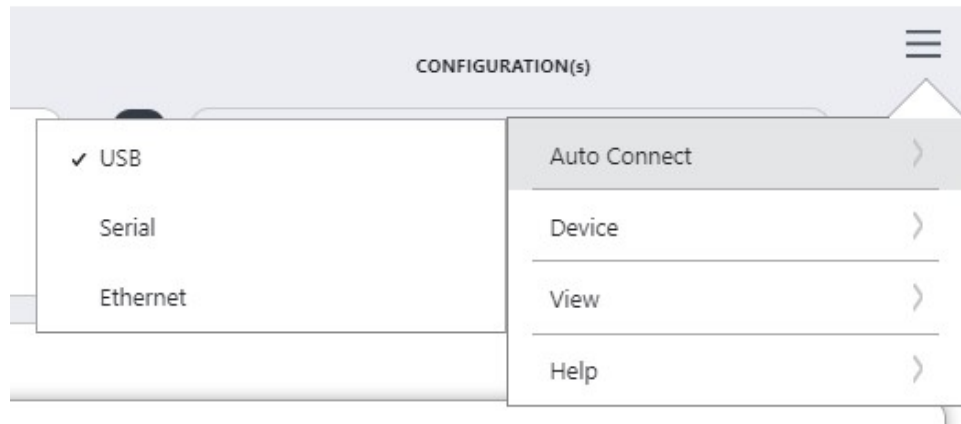 CONFIGURATION(s)
USB
Serial
Ethernet
Auto Connect
Device
View
Help